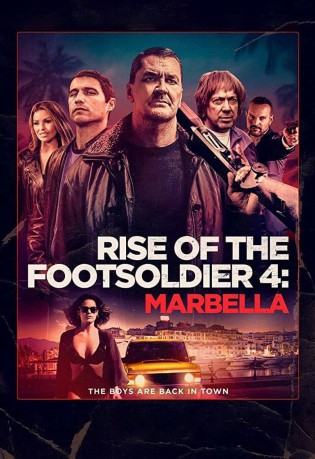 RISE OF THE
FOOTSOLDIER 4:
MARBELLA
THE BOYS ARE BACK IN TOWN